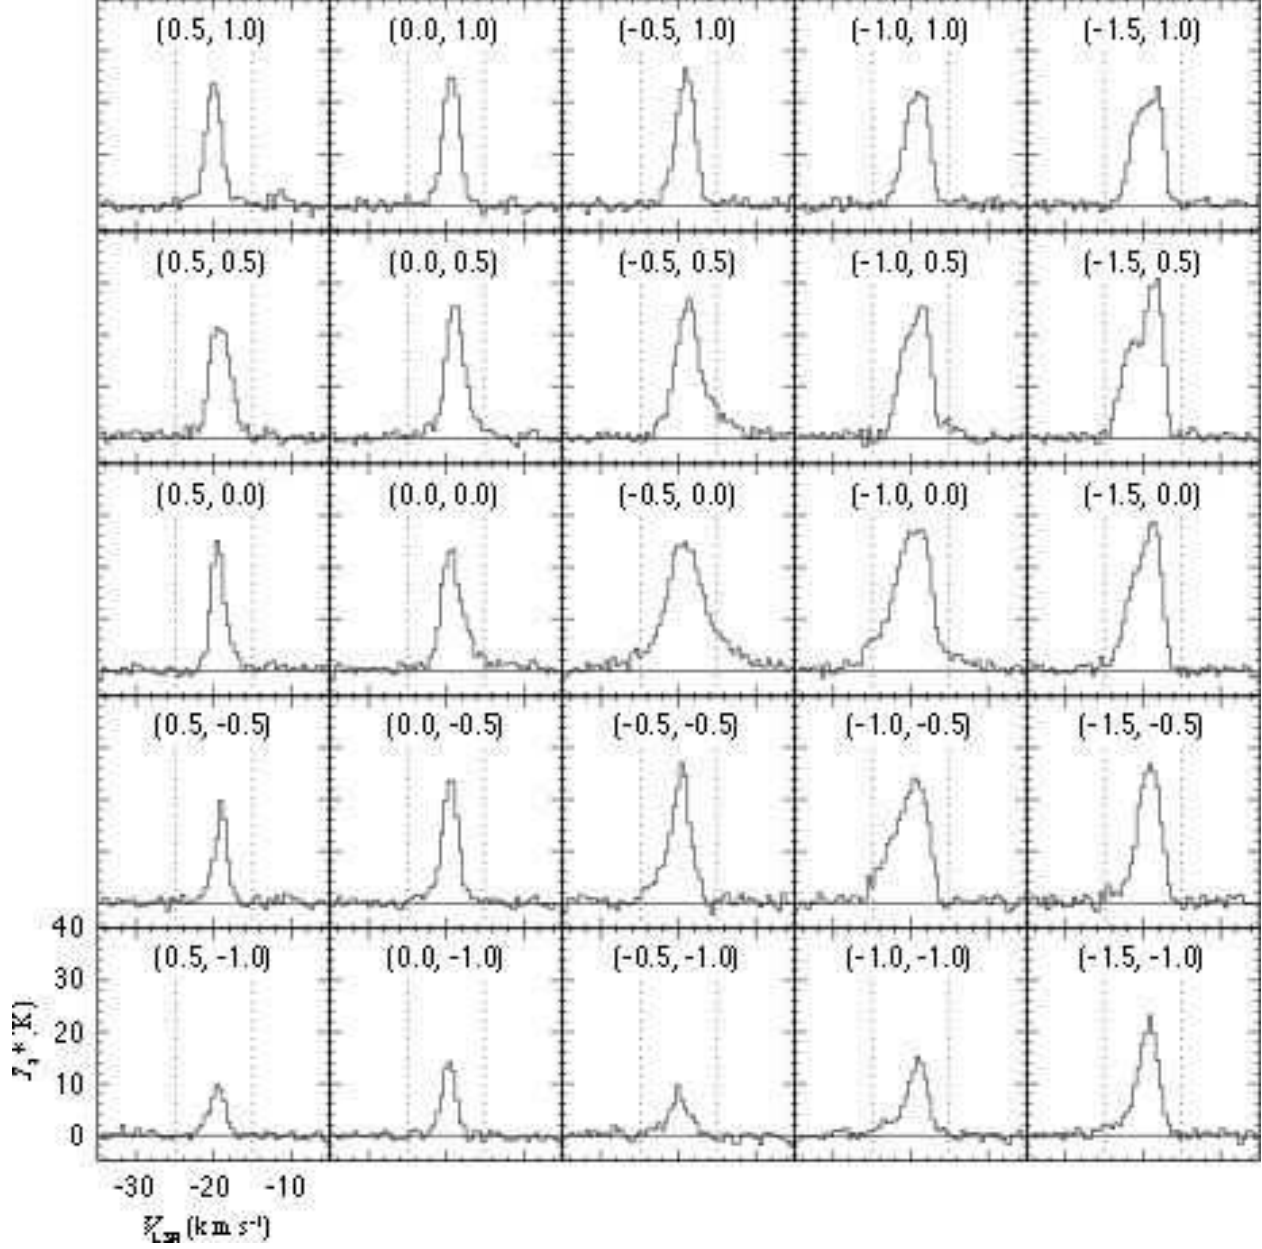 (0.5, 1.0) (0.0, 1.0) (-0.5, 1.0) (-1.0, 1.0) (-1.5, 1.0)
(0.5, 0.5) (0.0, 0.5) (-0.5, 0.5) (-1.0, 0.5) (-1.5, 0.5)
(0.5, 0.0) (0.0, 0.0) (-0.5, 0.0) (-1.0, 0.0) (-1.5, 0.0)
(0.5, -0.5) (0.0, -0.5) (-0.5, -0.5) (-1.0, -0.5) (-1.5, -0.5)
40
(0.5, -1.0) (0.0, -1.0) (-0.5, -1.0) (-1.0, -1.0) (-1.5, -1.0)
30
20
10
0
-30 -20 -10
V_LSR (km s⁻¹)